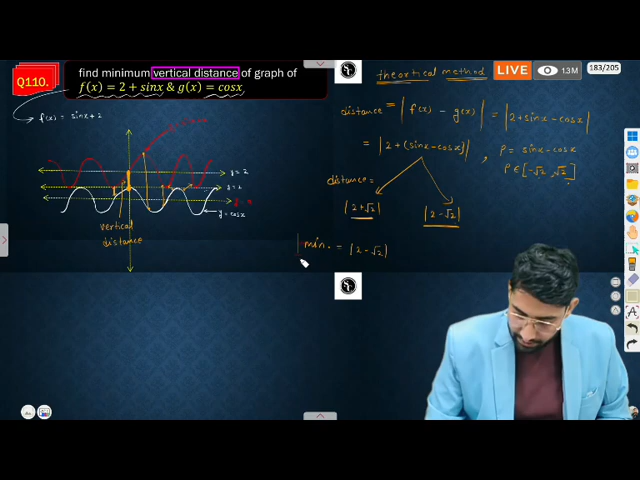 Q110.
find minimum vertical distance of graph of
f(x) = 2 + sinx & g(x) = cosx
f(x) = sinx + 2
y = 2
y = 1
y = cosx
vertical
distance
theortical method
LIVE
13M
183/205
distance = | f(x) - g(x) | = |2+sinx-cosx|
= |2+(sinx-cosx)| , P = sinx-cosx
P ∈ [-√2, √2]
distance =
|2+√2| |2-√2|
min. = |2-√2|